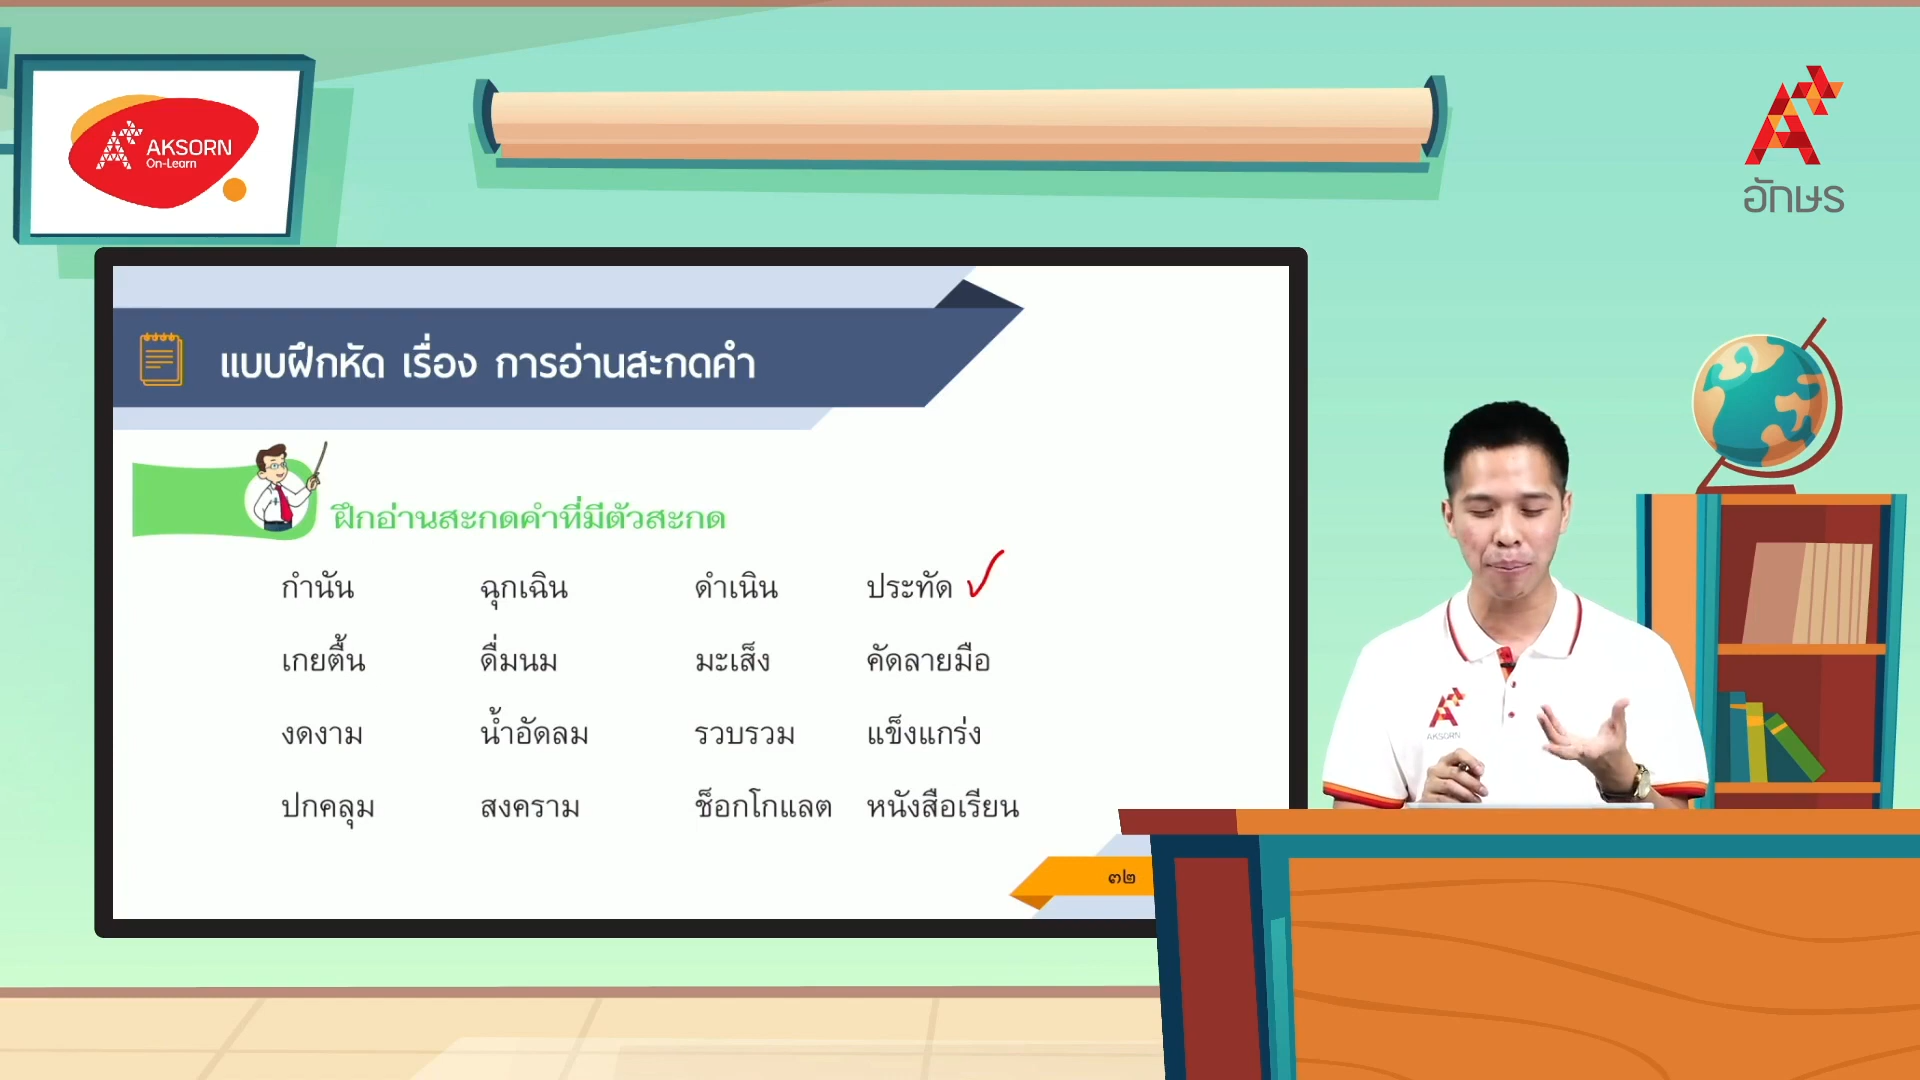 AKSORN
On-Learn
อักษร
แบบฝึกหัด เรื่อง การอ่านสะกดคำ
ฝึกอ่านสะกดคำที่มีตัวสะกด
กำนัน ฉุกเฉิน ดำเนิน ประทัด
เกยตื้น ดื่มนม มะเส็ง คัดลายมือ
งดงาม น้ำอัดลม รวบรวม แข็งแกร่ง
ปกคลุม สงคราม ช็อกโกแลต หนังสือเรียน
๓๒
AKSORN